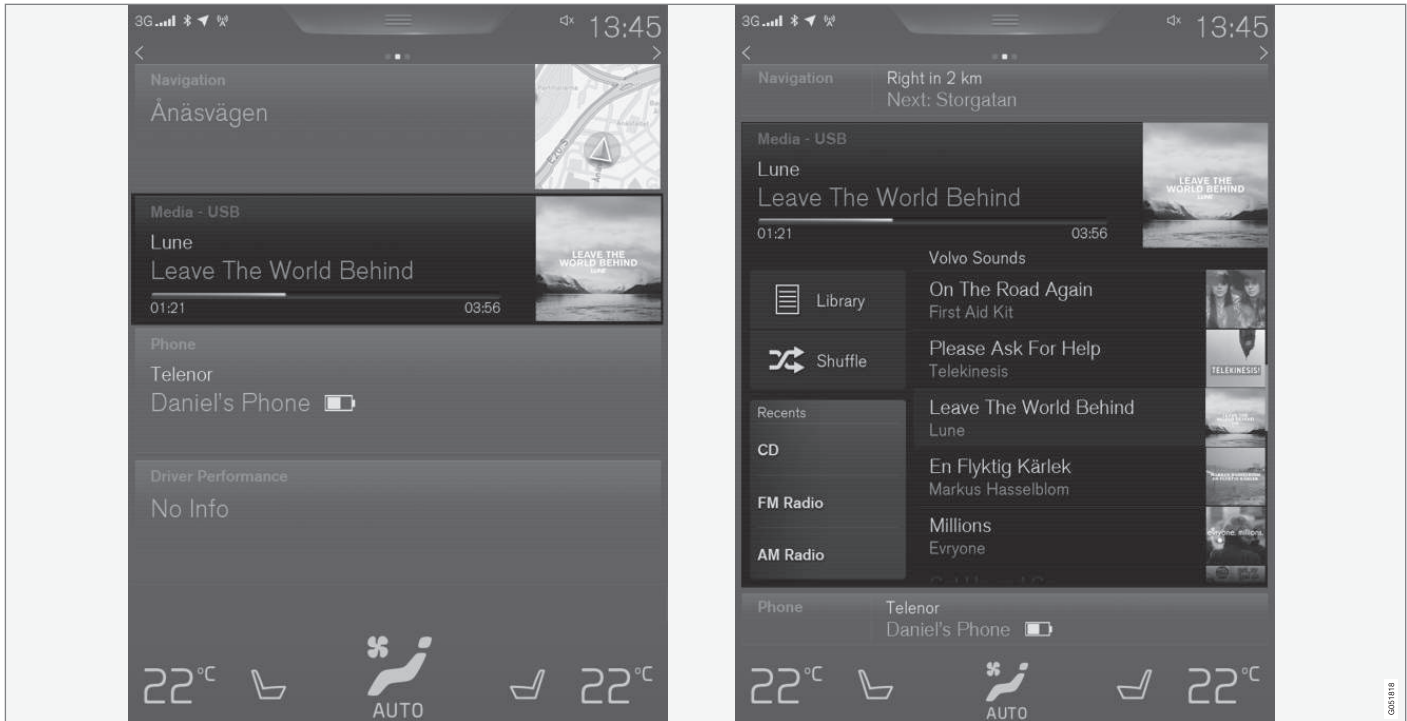 3G
13:45
Navigation
Ånäsvägen
Media - USB
Lune
Leave The World Behind
01:21
03:56
LEAVE THE
WORLD BEHIND
LUNE
Phone
Telenor
Daniel's Phone
Driver Performance
No Info
22°C
AUTO
22°C
3G
13:45
Navigation
Right in 2 km
Next: Storgatan
Media - USB
Lune
Leave The World Behind
01:21
03:56
LEAVE THE
WORLD BEHIND
LUNE
Volvo Sounds
Library
On The Road Again
First Aid Kit
Shuffle
Please Ask For Help
Telekinesis
TELEKINESIS!
Recents
Leave The World Behind
Lune
CD
En Flyktig Kärlek
Markus Hasselblom
FM Radio
Millions
Evryone
evryone. millions.
AM Radio
Phone
Telenor
Daniel's Phone
22°C
AUTO
22°C
G051818